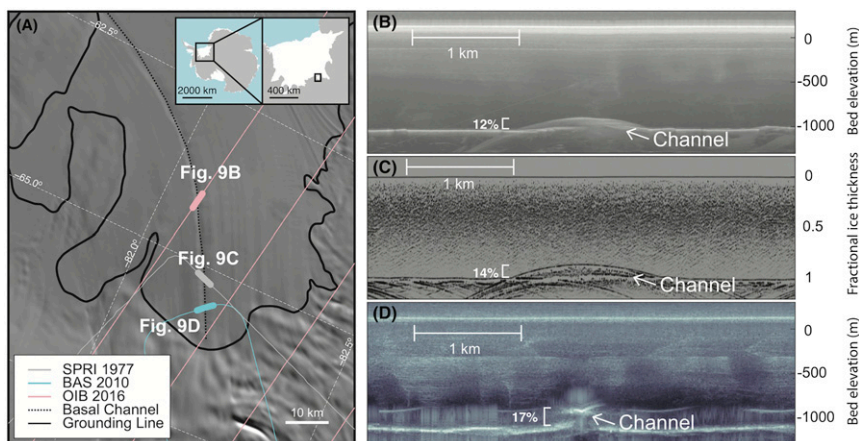 (A)
-62.5°
2000 km
400 km
Fig. 9B
-65.0°
-82.0°
Fig. 9C
Fig. 9D
-82.5°
SPRI 1977
BAS 2010
OIB 2016
Basal Channel
Grounding Line
10 km
(B)
1 km
12%
Channel
0
-500
-1000
Bed elevation (m)
(C)
1 km
14%
Channel
0
0.5
1
Fractional ice thickness
(D)
1 km
17%
Channel
0
-500
-1000
Bed elevation (m)